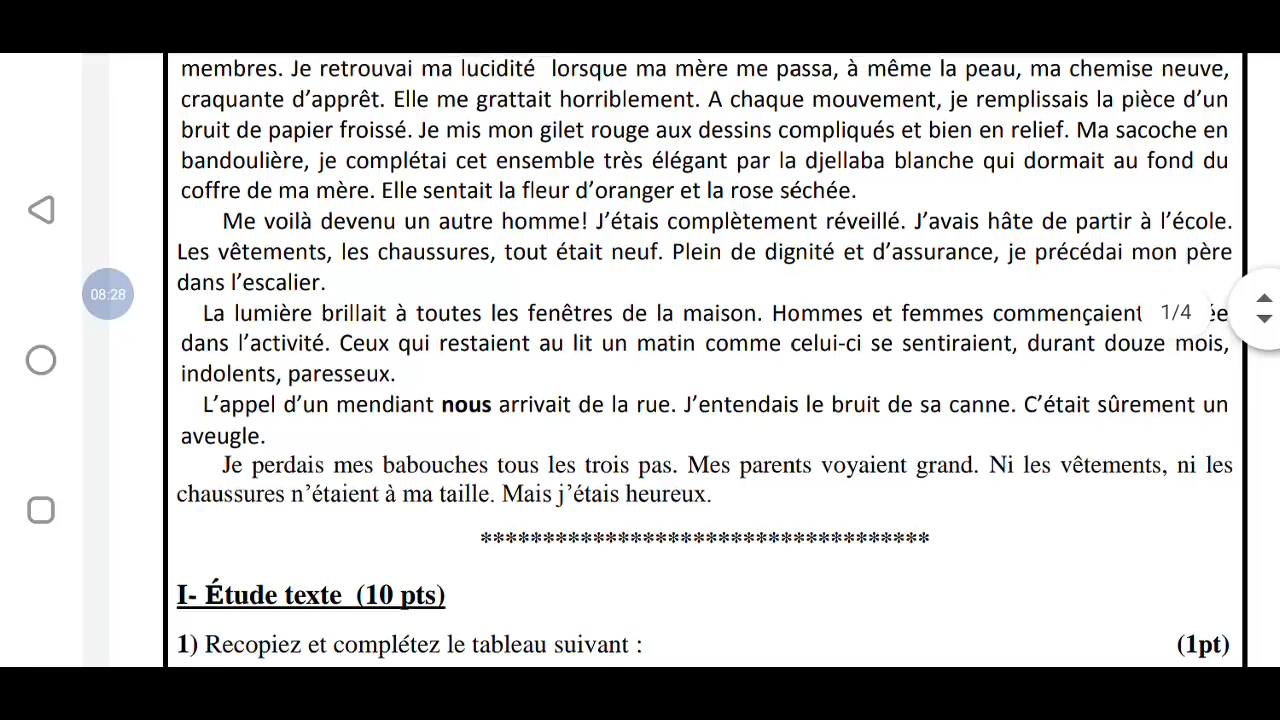 membres. Je retrouvai ma lucidité lorsque ma mère me passa, à même la peau, ma chemise neuve,
craquante d'apprêt. Elle me grattait horriblement. A chaque mouvement, je remplissais la pièce d'un
bruit de papier froissé. Je mis mon gilet rouge aux dessins compliqués et bien en relief. Ma sacoche en
bandoulière, je complétai cet ensemble très élégant par la djellaba blanche qui dormait au fond du
coffre de ma mère. Elle sentait la fleur d'oranger et la rose séchée.
Me voilà devenu un autre homme! J'étais complètement réveillé. J'avais hâte de partir à l'école.
Les vêtements, les chaussures, tout était neuf. Plein de dignité et d'assurance, je précédai mon père
dans l'escalier.
08:28
La lumière brillait à toutes les fenêtres de la maison. Hommes et femmes commençaient
1/4
dans l'activité. Ceux qui restaient au lit un matin comme celui-ci se sentiraient, durant douze mois,
indolents, paresseux.
L'appel d'un mendiant nous arrivait de la rue. J'entendais le bruit de sa canne. C'était sûrement un
aveugle.
Je perdais mes babouches tous les trois pas. Mes parents voyaient grand. Ni les vêtements, ni les
chaussures n'étaient à ma taille. Mais j'étais heureux.
************************************
I- Étude texte (10 pts)
1) Recopiez et complétez le tableau suivant : (1pt)